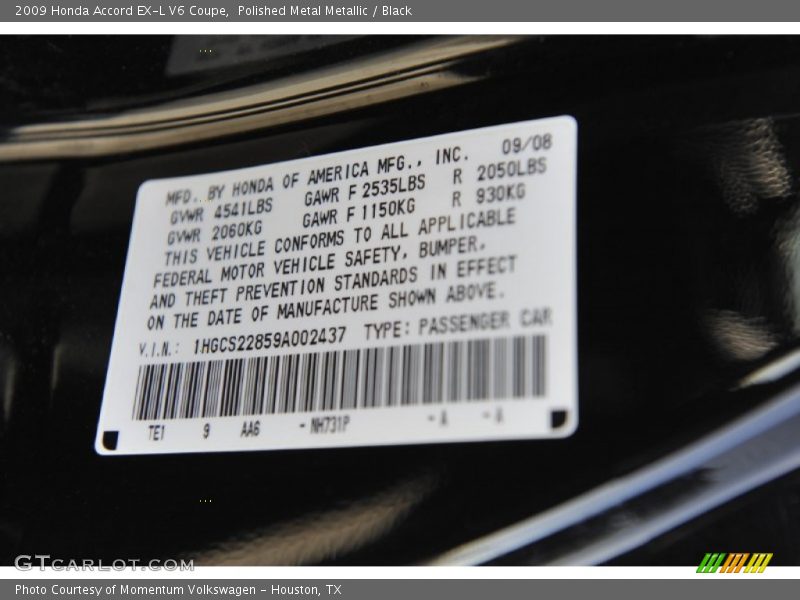 2009 Honda Accord EX-L V6 Coupe, Polished Metal Metallic / Black
MFD. BY HONDA OF AMERICA MFG., INC. 09/08
GVWR 4541LBS GAWR F 2535LBS R 2050LBS
GVWR 2060KG GAWR F 1150KG R 930KG
THIS VEHICLE CONFORMS TO ALL APPLICABLE
FEDERAL MOTOR VEHICLE SAFETY, BUMPER,
AND THEFT PREVENTION STANDARDS IN EFFECT
ON THE DATE OF MANUFACTURE SHOWN ABOVE.
V.I.N.: 1HGCS22859A002437 TYPE: PASSENGER CAR
TE1 9 AA6 - NH731P - A - A
GTCARLOT.COM
Photo Courtesy of Momentum Volkswagen - Houston, TX